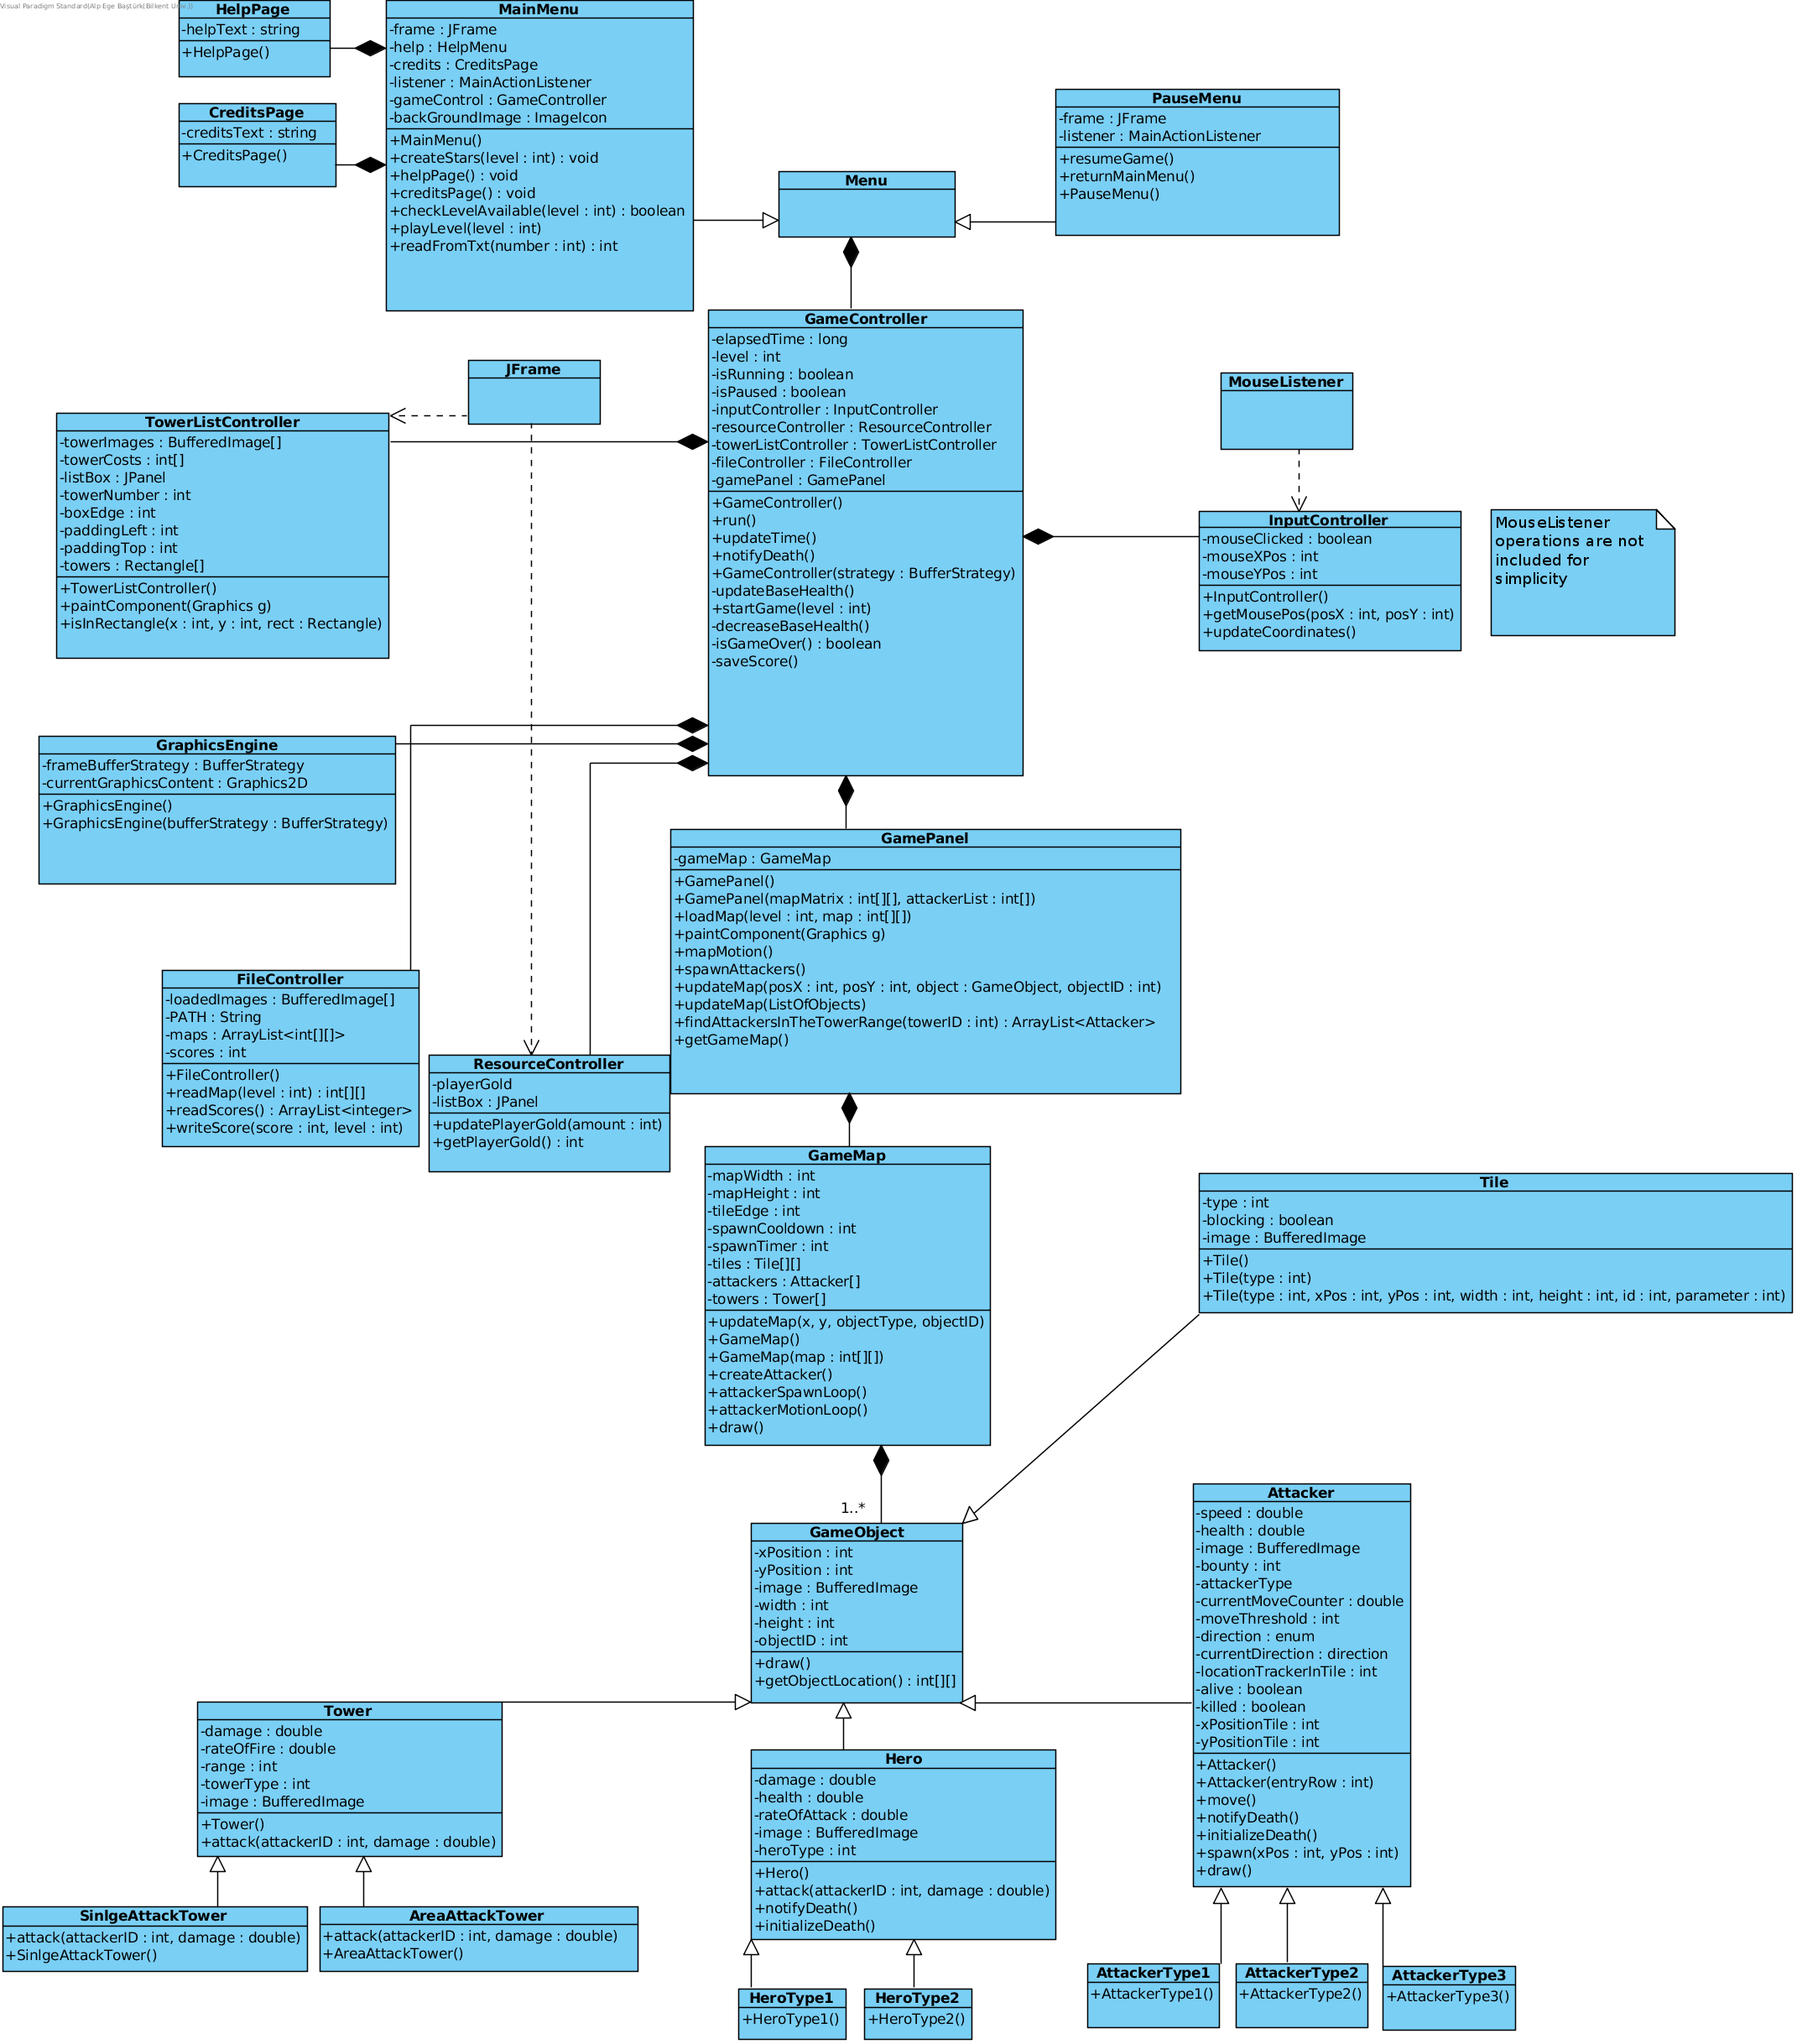 Visual Paradigm Standard(Alp Ege Baştürk(Bilkent Univ.))
HelpPage
-helpText : string
+HelpPage()
MainMenu
-frame : JFrame
-help : HelpMenu
-credits : CreditsPage
-listener : MainActionListener
-gameControl : GameController
-backGroundImage : ImageIcon
+MainMenu()
+createStars(level : int) : void
+helpPage() : void
+creditsPage() : void
+checkLevelAvailable(level : int) : boolean
+playLevel(level : int)
+readFromTxt(number : int) : int
CreditsPage
-creditsText : string
+CreditsPage()
PauseMenu
-frame : JFrame
-listener : MainActionListener
+resumeGame()
+returnMainMenu()
+PauseMenu()
Menu
GameController
-elapsedTime : long
-level : int
-isRunning : boolean
-isPaused : boolean
-inputController : InputController
-resourceController : ResourceController
-towerListController : TowerListController
-fileController : FileController
-gamePanel : GamePanel
+GameController()
+run()
+updateTime()
+notifyDeath()
+GameController(strategy : BufferStrategy)
-updateBaseHealth()
+startGame(level : int)
-decreaseBaseHealth()
-isGameOver() : boolean
-saveScore()
JFrame
TowerListController
-towerImages : BufferedImage[]
-towerCosts : int[]
-listBox : JPanel
-towerNumber : int
-boxEdge : int
-paddingLeft : int
-paddingTop : int
-towers : Rectangle[]
+TowerListController()
+paintComponent(Graphics g)
+isInRectangle(x : int, y : int, rect : Rectangle)
MouseListener
InputController
-mouseClicked : boolean
-mouseXPos : int
-mouseYPos : int
+InputController()
+getMousePos(posX : int, posY : int)
+updateCoordinates()
MouseListener
operations are not
included for
simplicity
GraphicsEngine
-frameBufferStrategy : BufferStrategy
-currentGraphicsContent : Graphics2D
+GraphicsEngine()
+GraphicsEngine(bufferStrategy : BufferStrategy)
GamePanel
-gameMap : GameMap
+GamePanel()
+GamePanel(mapMatrix : int[][], attackerList : int[])
+loadMap(level : int, map : int[][])
+paintComponent(Graphics g)
+mapMotion()
+spawnAttackers()
+updateMap(posX : int, posY : int, object : GameObject, objectID : int)
+updateMap(ListOfObjects)
+findAttackersInTheTowerRange(towerID : int) : ArrayList<Attacker>
+getGameMap()
FileController
-loadedImages : BufferedImage[]
-PATH : String
-maps : ArrayList<int[][]>
-scores : int
+FileController()
+readMap(level : int) : int[][]
+readScores() : ArrayList<integer>
+writeScore(score : int, level : int)
ResourceController
-playerGold
-listBox : JPanel
+updatePlayerGold(amount : int)
+getPlayerGold() : int
GameMap
-mapWidth : int
-mapHeight : int
-tileEdge : int
-spawnCooldown : int
-spawnTimer : int
-tiles : Tile[][]
-attackers : Attacker[]
-towers : Tower[]
+updateMap(x, y, objectType, objectID)
+GameMap()
+GameMap(map : int[][])
+createAttacker()
+attackerSpawnLoop()
+attackerMotionLoop()
+draw()
Tile
-type : int
-blocking : boolean
-image : BufferedImage
+Tile()
+Tile(type : int)
+Tile(type : int, xPos : int, yPos : int, width : int, height : int, id : int, parameter : int)
1..*
GameObject
-xPosition : int
-yPosition : int
-image : BufferedImage
-width : int
-height : int
-objectID : int
+draw()
+getObjectLocation() : int[][]
Attacker
-speed : double
-health : double
-image : BufferedImage
-bounty : int
-attackerType
-currentMoveCounter : double
-moveThreshold : int
-direction : enum
-currentDirection : direction
-locationTrackerInTile : int
-alive : boolean
-killed : boolean
-xPositionTile : int
-yPositionTile : int
+Attacker()
+Attacker(entryRow : int)
+move()
+notifyDeath()
+initializeDeath()
+spawn(xPos : int, yPos : int)
+draw()
Tower
-damage : double
-rateOfFire : double
-range : int
-towerType : int
-image : BufferedImage
+Tower()
+attack(attackerID : int, damage : double)
Hero
-damage : double
-health : double
-rateOfAttack : double
-image : BufferedImage
-heroType : int
+Hero()
+attack(attackerID : int, damage : double)
+notifyDeath()
+initializeDeath()
SinlgeAttackTower
+attack(attackerID : int, damage : double)
+SinlgeAttackTower()
AreaAttackTower
+attack(attackerID : int, damage : double)
+AreaAttackTower()
HeroType1
+HeroType1()
HeroType2
+HeroType2()
AttackerType1
+AttackerType1()
AttackerType2
+AttackerType2()
AttackerType3
+AttackerType3()